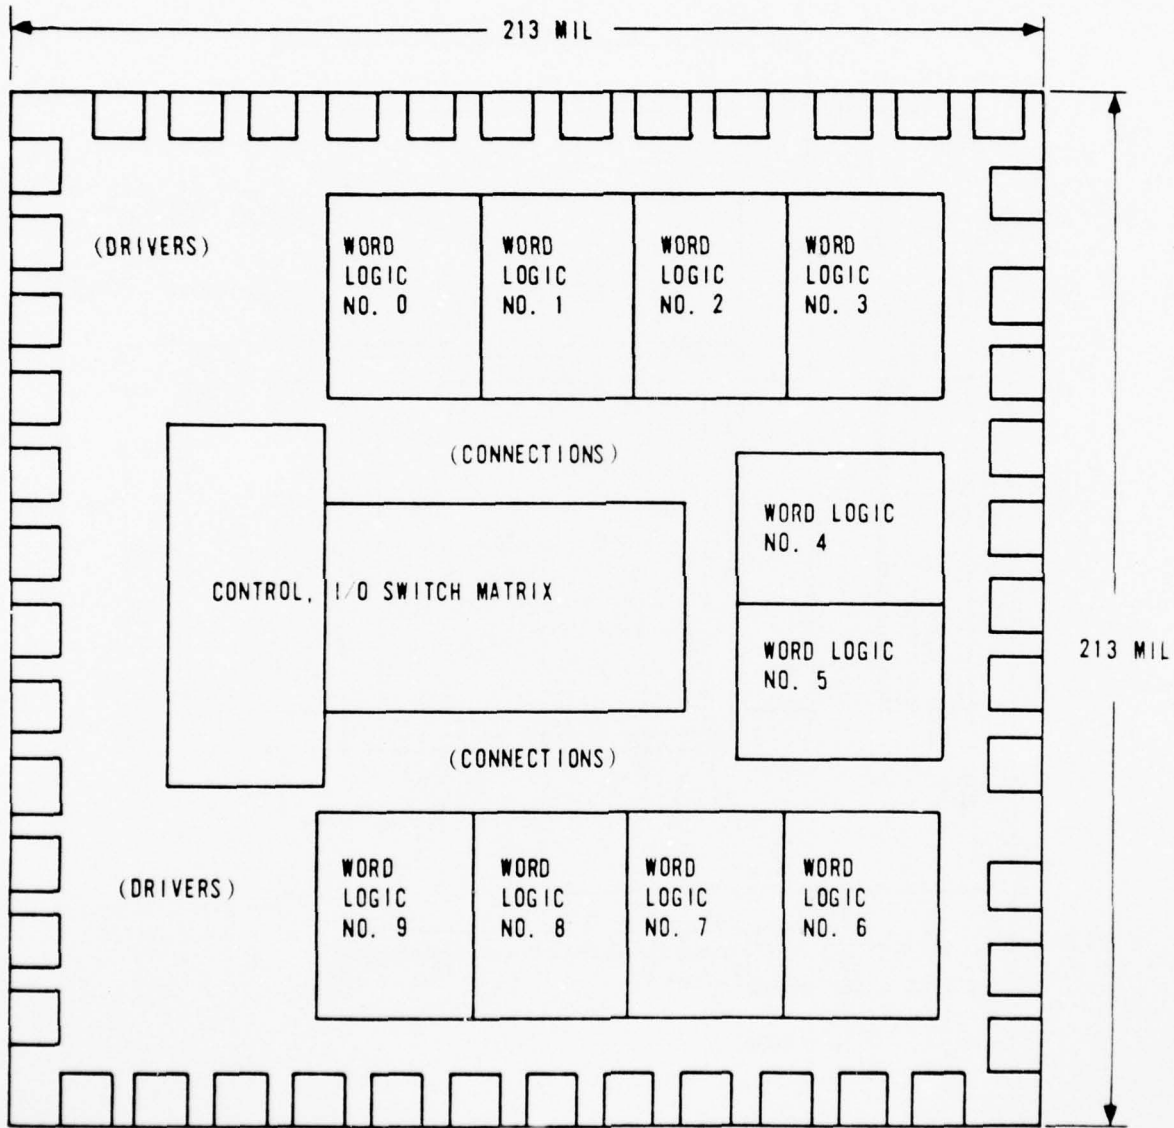 213 MIL
(DRIVERS)
WORD
LOGIC
NO. 0
WORD
LOGIC
NO. 1
WORD
LOGIC
NO. 2
WORD
LOGIC
NO. 3
(CONNECTIONS)
WORD LOGIC
NO. 4
CONTROL, I/O SWITCH MATRIX
WORD LOGIC
NO. 5
213 MIL
(CONNECTIONS)
(DRIVERS)
WORD
LOGIC
NO. 9
WORD
LOGIC
NO. 8
WORD
LOGIC
NO. 7
WORD
LOGIC
NO. 6